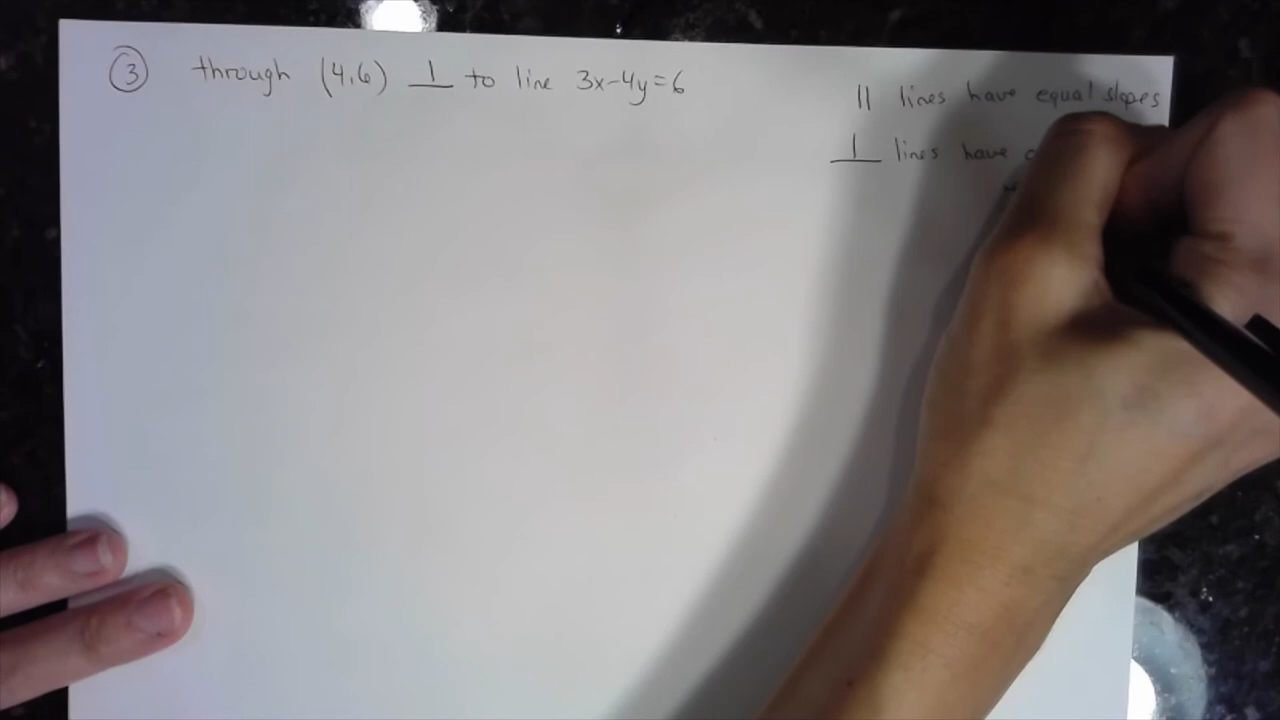 ③ through (4,6) ⊥ to line 3x-4y=6
|| lines have equal slopes
⊥ lines have